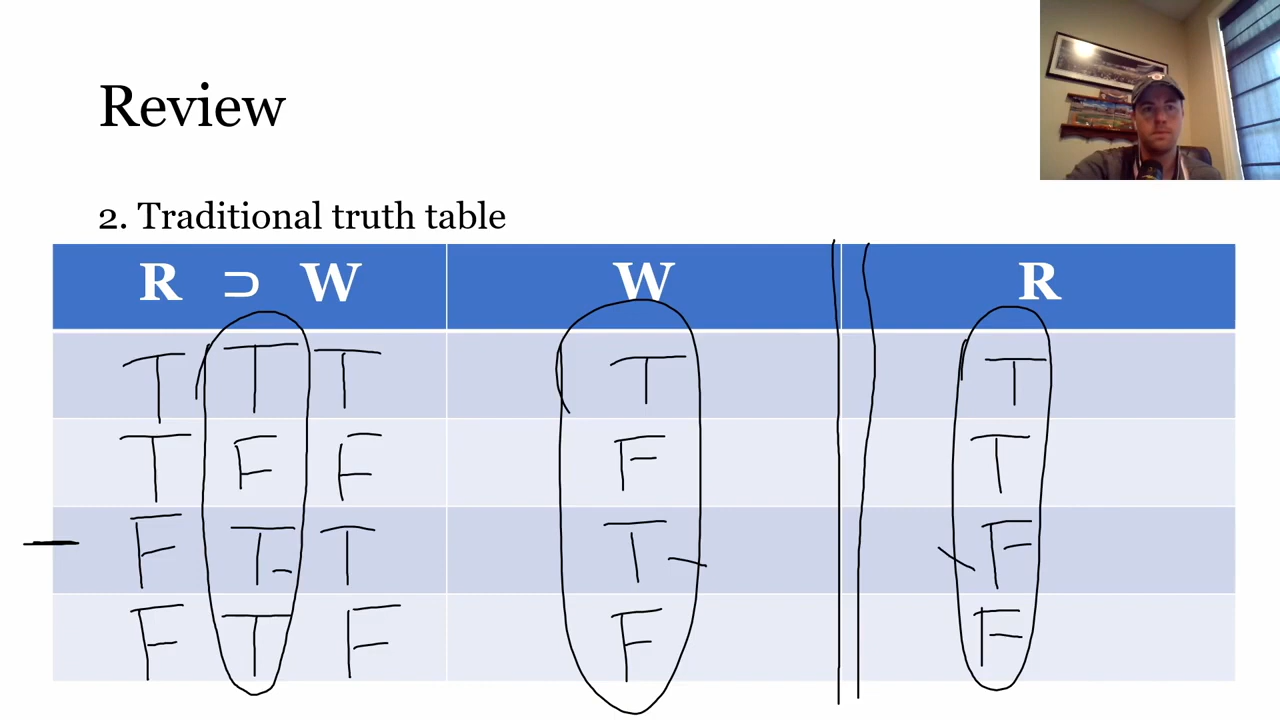 Review
2. Traditional truth table
R ⊃ W W R
T T T T T
T F F F T
F T T T F
F T F F F